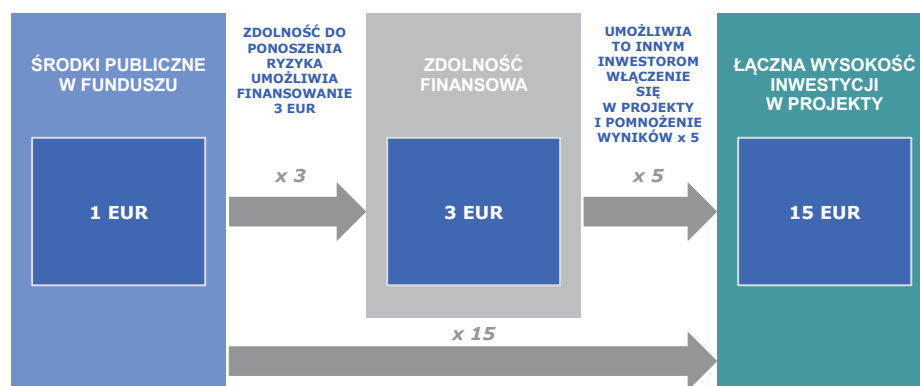 ŚRODKI PUBLICZNE
W FUNDUSZU
1 EUR
ZDOLNOŚĆ DO
PONOSZENIA
RYZYKA
UMOŻLIWIA
FINANSOWANIE
3 EUR
x 3
ZDOLNOŚĆ
FINANSOWA
3 EUR
UMOŻLIWIA
TO INNYM
INWESTOROM
WŁĄCZENIE
SIĘ
W PROJEKTY
I POMNOŻENIE
WYNIKÓW x 5
x 5
ŁĄCZNA WYSOKOŚĆ
INWESTYCJI
W PROJEKTY
15 EUR
x 15